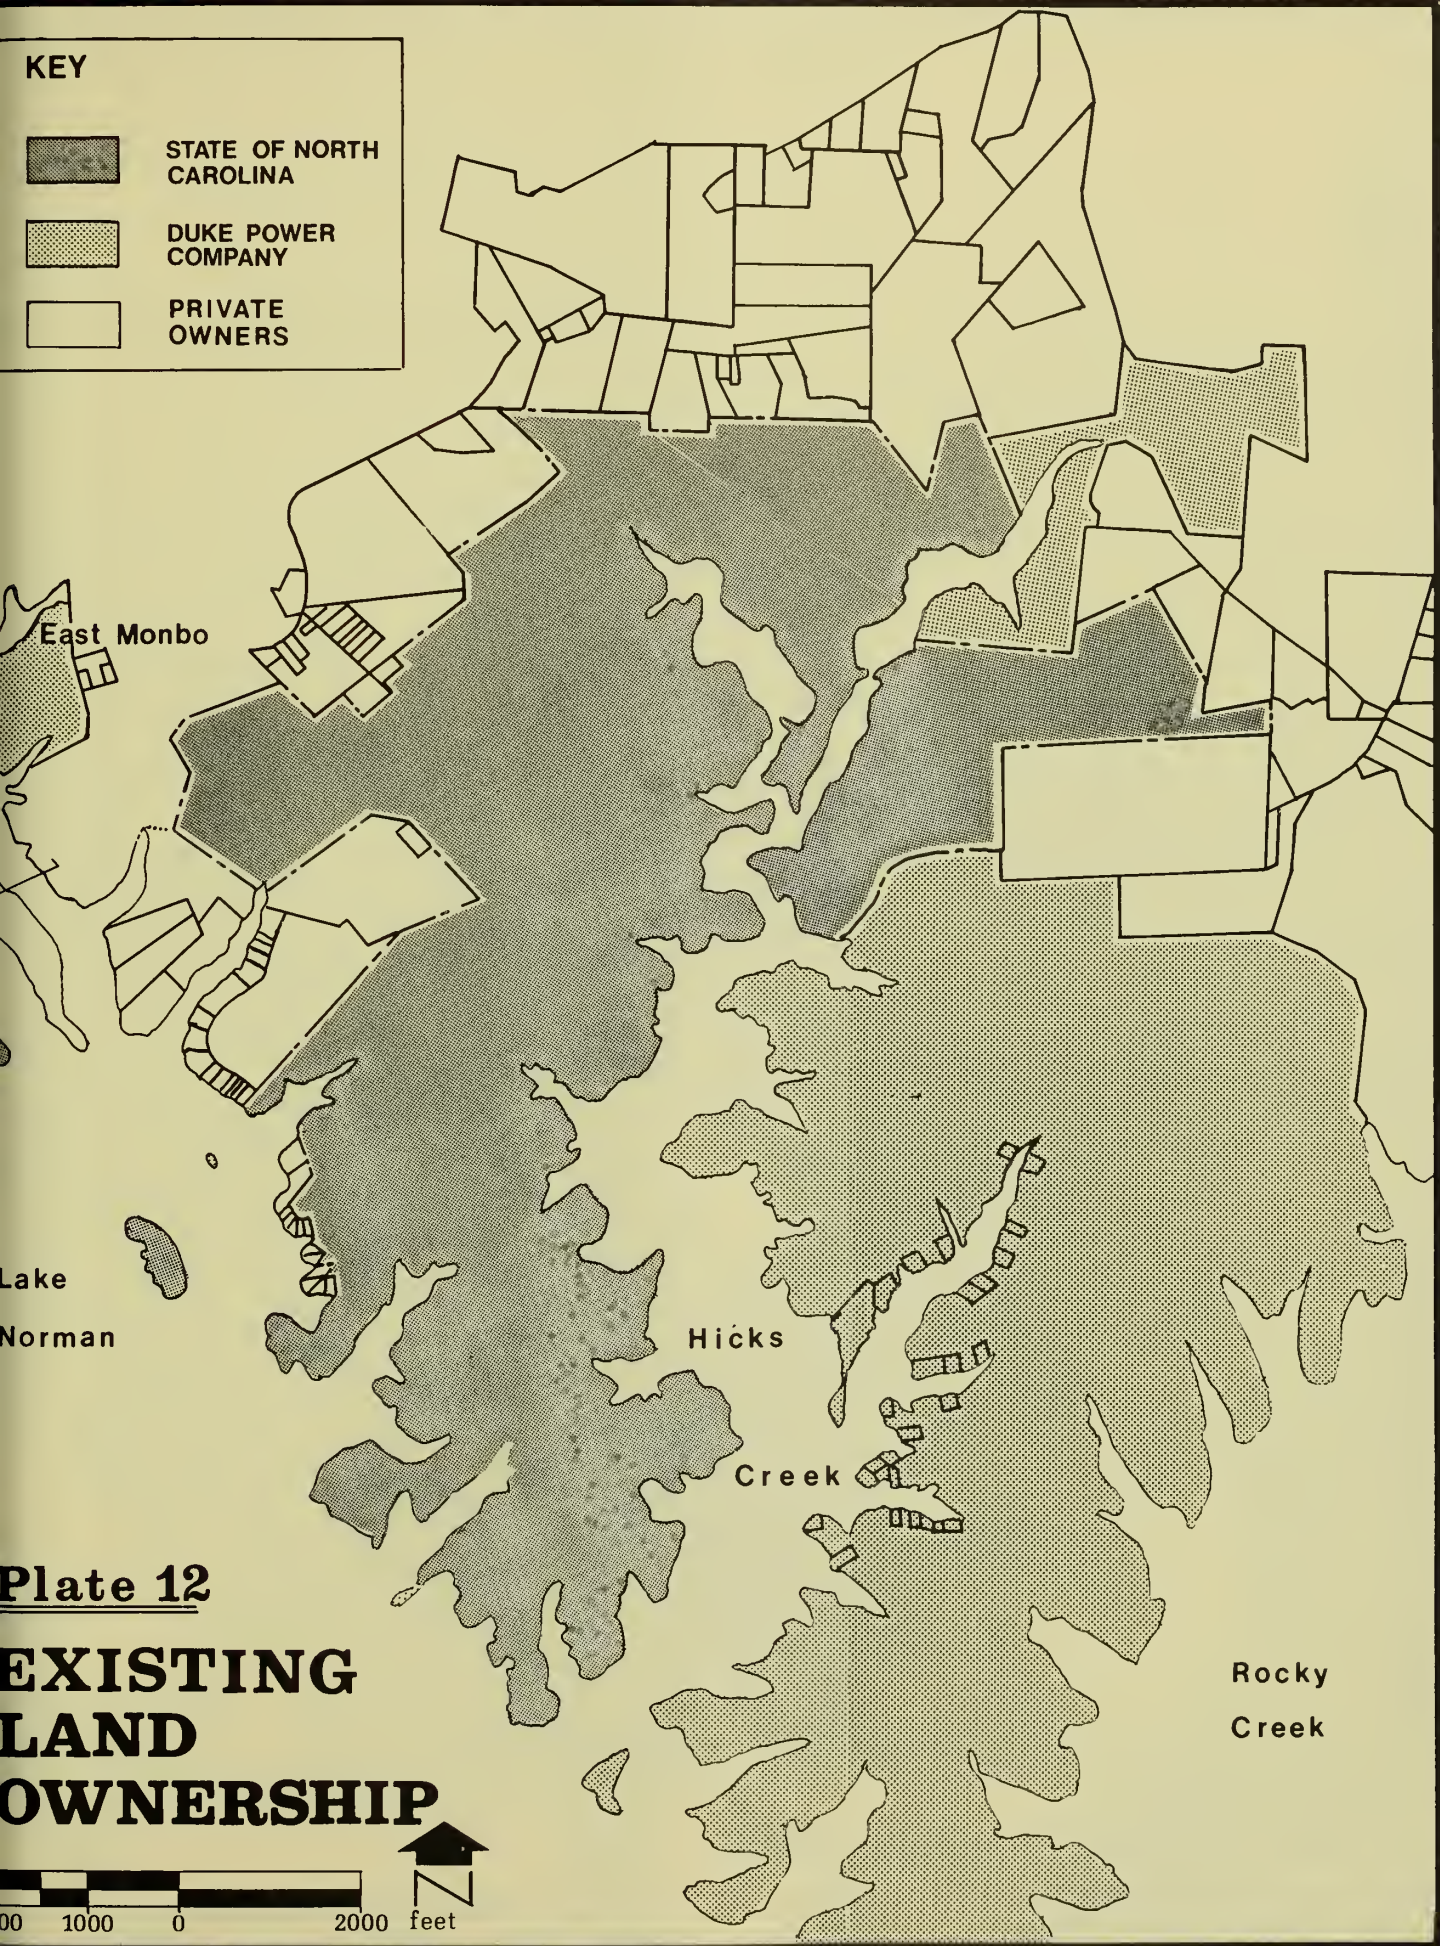 KEY
STATE OF NORTH
CAROLINA
DUKE POWER
COMPANY
PRIVATE
OWNERS
East Monbo
Lake
Norman
Hicks
Creek
Rocky
Creek
Plate 12
EXISTING
LAND
OWNERSHIP
N
00 1000 0 2000 feet